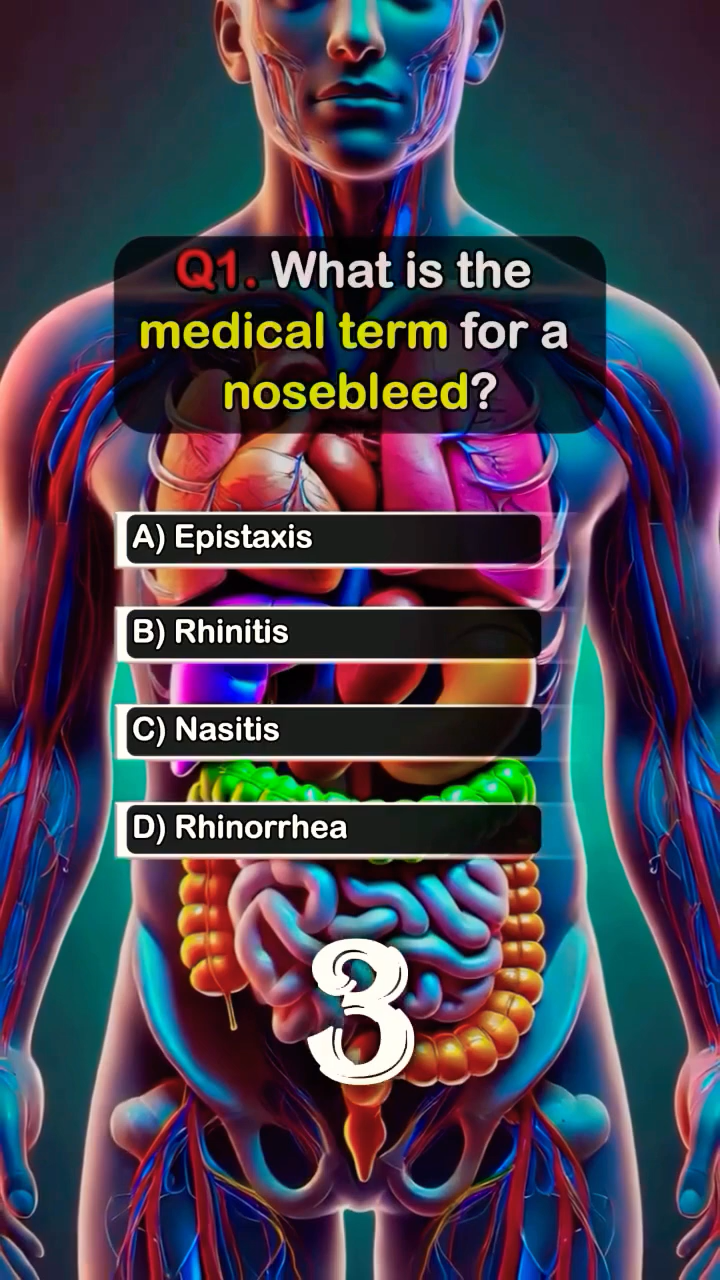 Q1. What is the
medical term for a
nosebleed?
A) Epistaxis
B) Rhinitis
C) Nasitis
D) Rhinorrhea
3